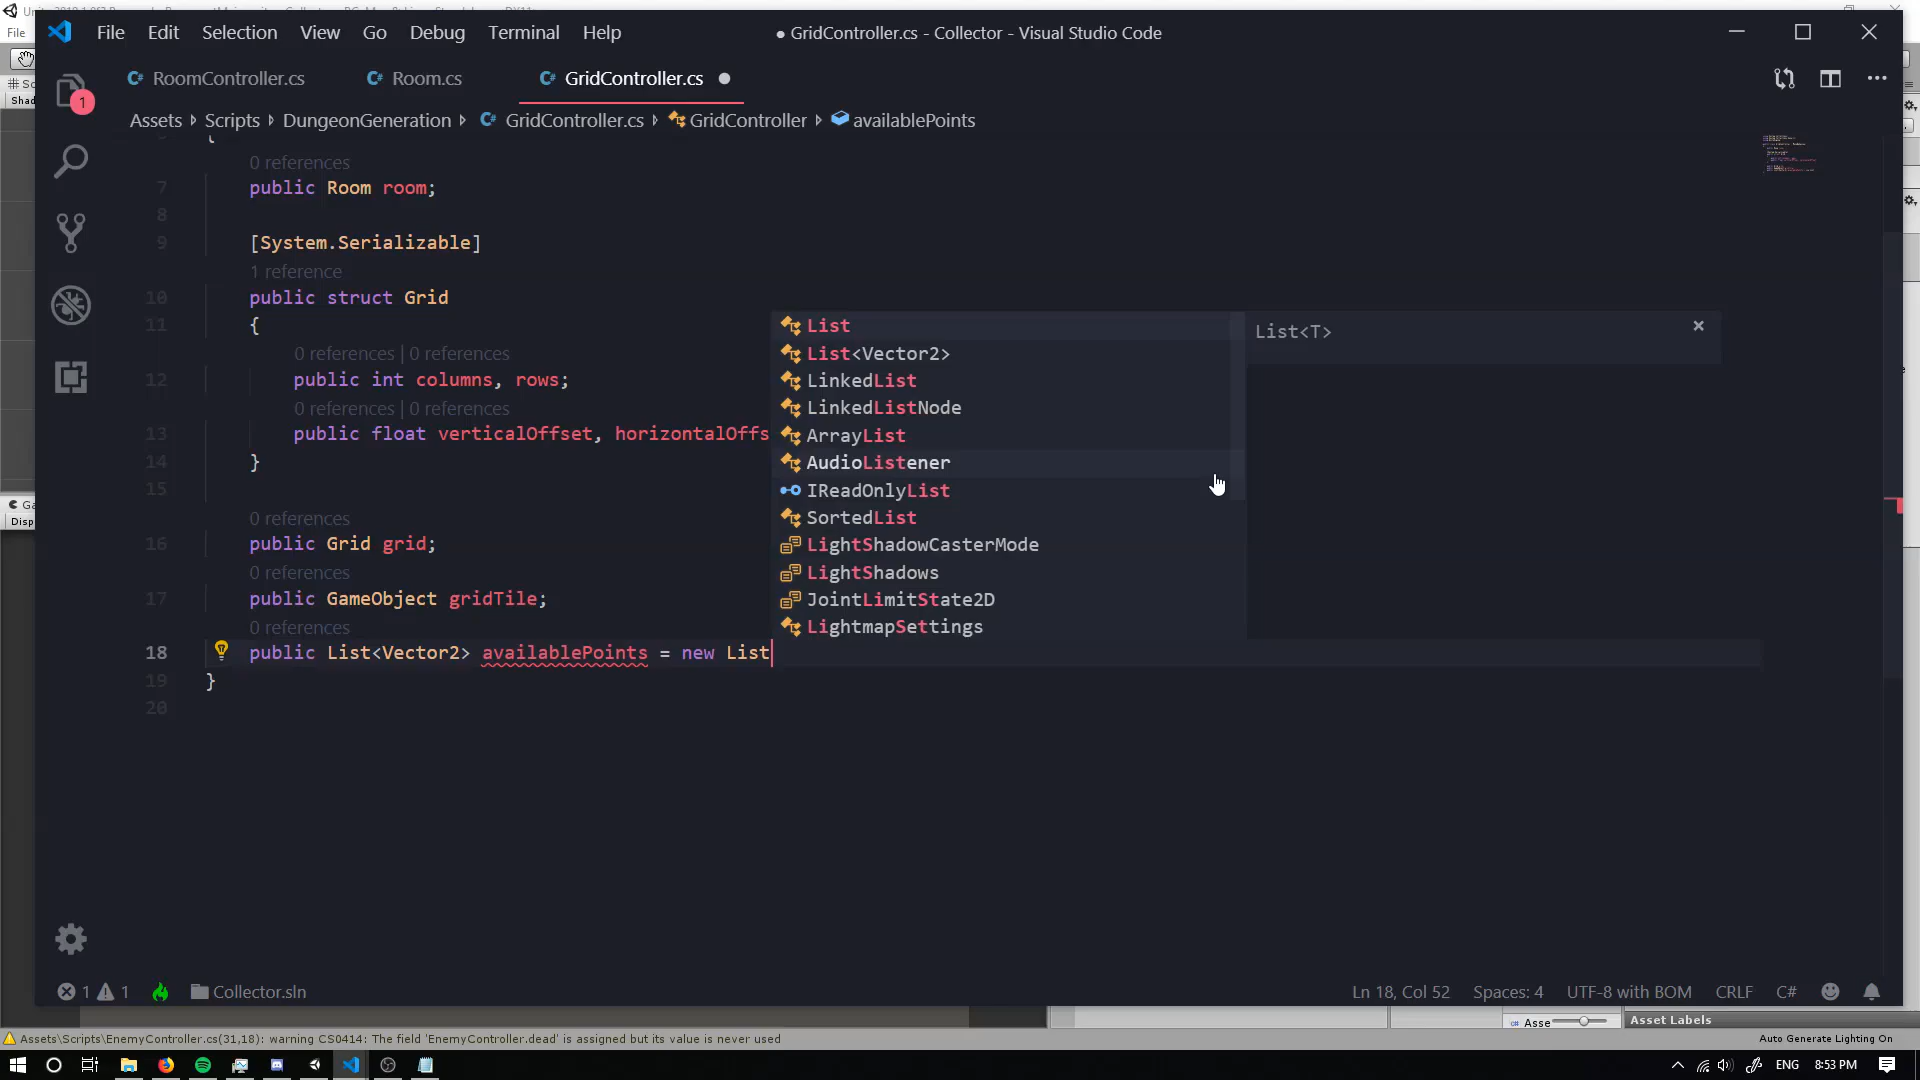 File Edit Selection View Go Debug Terminal Help
● GridController.cs - Collector - Visual Studio Code
RoomController.cs Room.cs GridController.cs
Assets Scripts DungeonGeneration GridController.cs GridController availablePoints
1
{
0 references
7 public Room room;
8
9 [System.Serializable]
1 reference
10 public struct Grid
11 {
0 references | 0 references
12 public int columns, rows;
0 references | 0 references
13 public float verticalOffset, horizontalOffs
14 }
15
0 references
16 public Grid grid;
0 references
17 public GameObject gridTile;
0 references
18 public List<Vector2> availablePoints = new List
19 }
20
List
List<Vector2>
LinkedList
LinkedListNode
ArrayList
AudioListener
IReadOnlyList
SortedList
LightShadowCasterMode
LightShadows
JointLimitState2D
LightmapSettings
List<T>
1 1 Collector.sln
Ln 18, Col 52 Spaces: 4 UTF-8 with BOM CRLF C#
File
Shad
Disp
Asse
Asset Labels
Assets\Scripts\EnemyController.cs(31,18): warning CS0414: The field 'EnemyController.dead' is assigned but its value is never used
Auto Generate Lighting On
ENG 8:53 PM